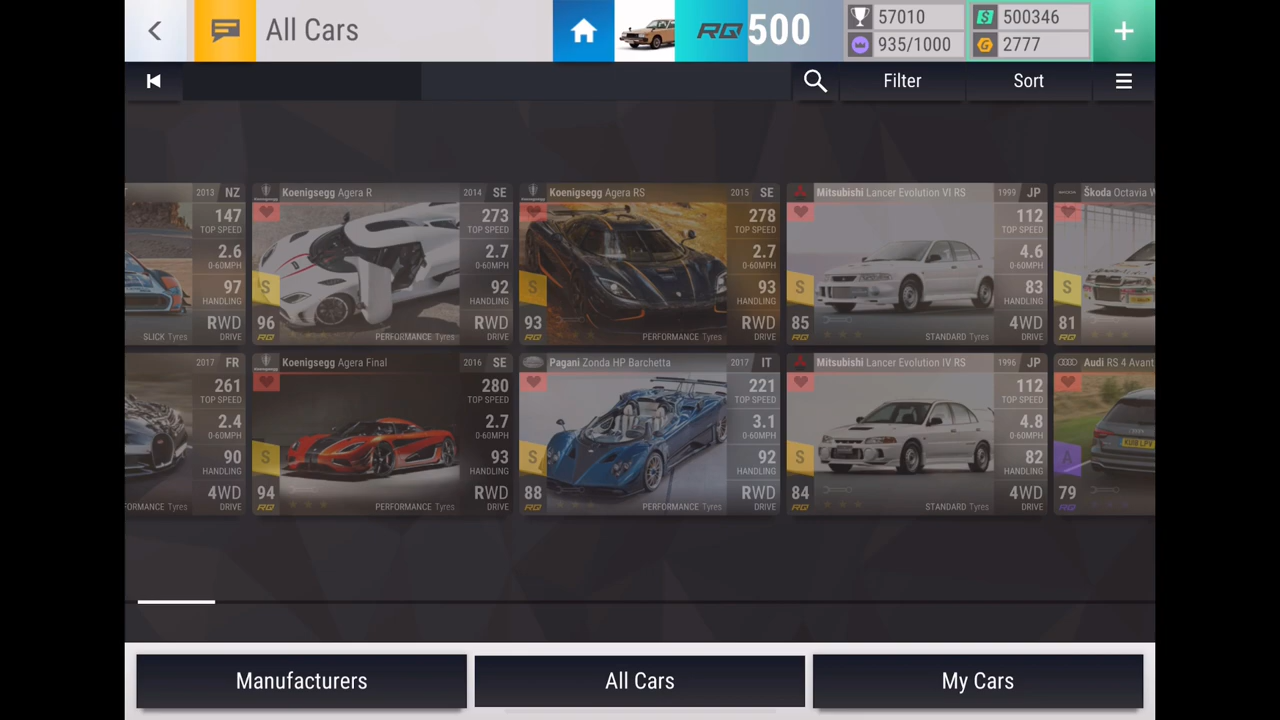 All Cars
RQ 500
57010
935/1000
500346
2777
Filter
Sort
2013 NZ
147
TOP SPEED
2.6
0-60MPH
97
HANDLING
RWD
SLICK Tyres DRIVE
Koenigsegg Agera R 2014 SE
273
TOP SPEED
2.7
0-60MPH
S 92
HANDLING
96 RWD
RQ PERFORMANCE Tyres DRIVE
Koenigsegg Agera RS 2015 SE
278
TOP SPEED
2.7
0-60MPH
S 93
HANDLING
93 RWD
RQ PERFORMANCE Tyres DRIVE
Mitsubishi Lancer Evolution VI RS 1999 JP
112
TOP SPEED
4.6
0-60MPH
S 83
HANDLING
85 4WD
RQ STANDARD Tyres DRIVE
Škoda Octavia W
S
81
RQ
2017 FR
261
TOP SPEED
2.4
0-60MPH
90
HANDLING
4WD
ORMANCE Tyres DRIVE
Koenigsegg Agera Final 2016 SE
280
TOP SPEED
2.7
0-60MPH
S 93
HANDLING
94 RWD
RQ PERFORMANCE Tyres DRIVE
Pagani Zonda HP Barchetta 2017 IT
221
TOP SPEED
3.1
0-60MPH
S 92
HANDLING
88 RWD
RQ PERFORMANCE Tyres DRIVE
Mitsubishi Lancer Evolution IV RS 1996 JP
112
TOP SPEED
4.8
0-60MPH
S 82
HANDLING
84 4WD
RQ STANDARD Tyres DRIVE
Audi RS 4 Avant
A
79
RQ
Manufacturers
All Cars
My Cars